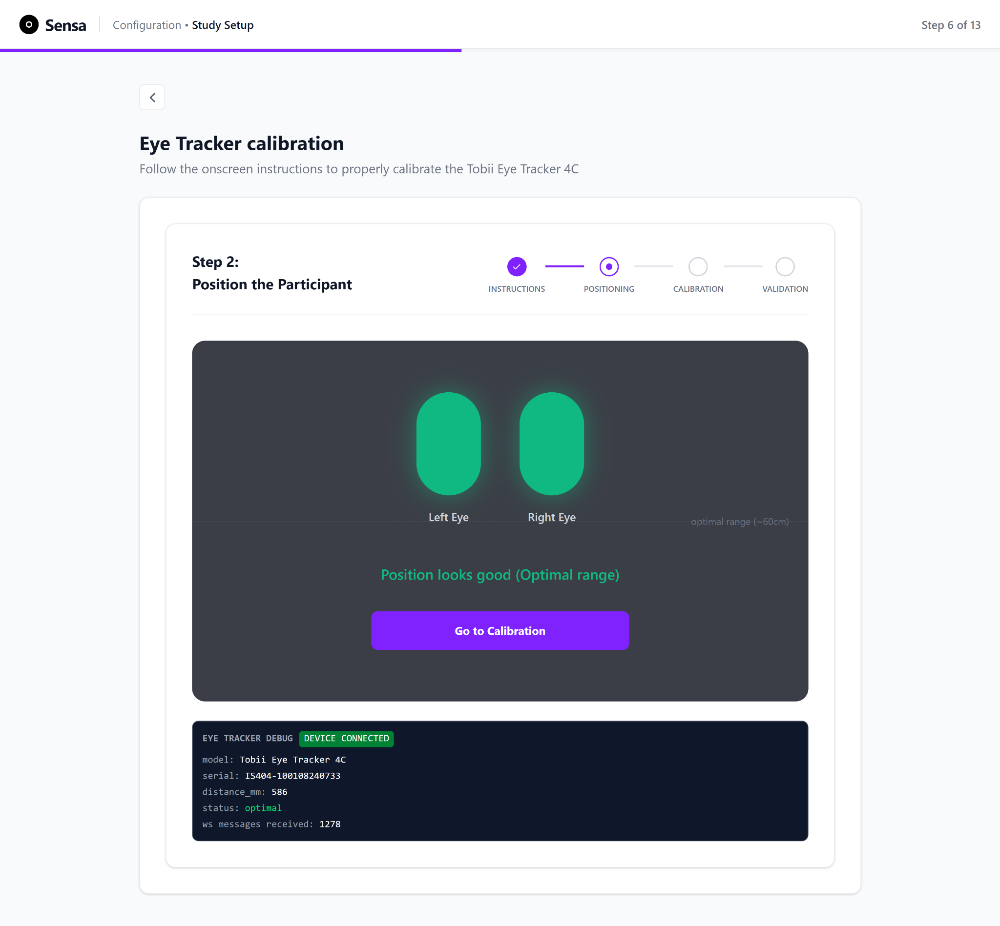 Sensa
Configuration • Study Setup
Step 6 of 13
Eye Tracker calibration
Follow the onscreen instructions to properly calibrate the Tobii Eye Tracker 4C
Step 2:
Position the Participant
INSTRUCTIONS
POSITIONING
CALIBRATION
VALIDATION
Left Eye
Right Eye
optimal range (~60cm)
Position looks good (Optimal range)
Go to Calibration
EYE TRACKER DEBUG DEVICE CONNECTED
model: Tobii Eye Tracker 4C
serial: IS404-100108240733
distance_mm: 586
status: optimal
ws messages received: 1278